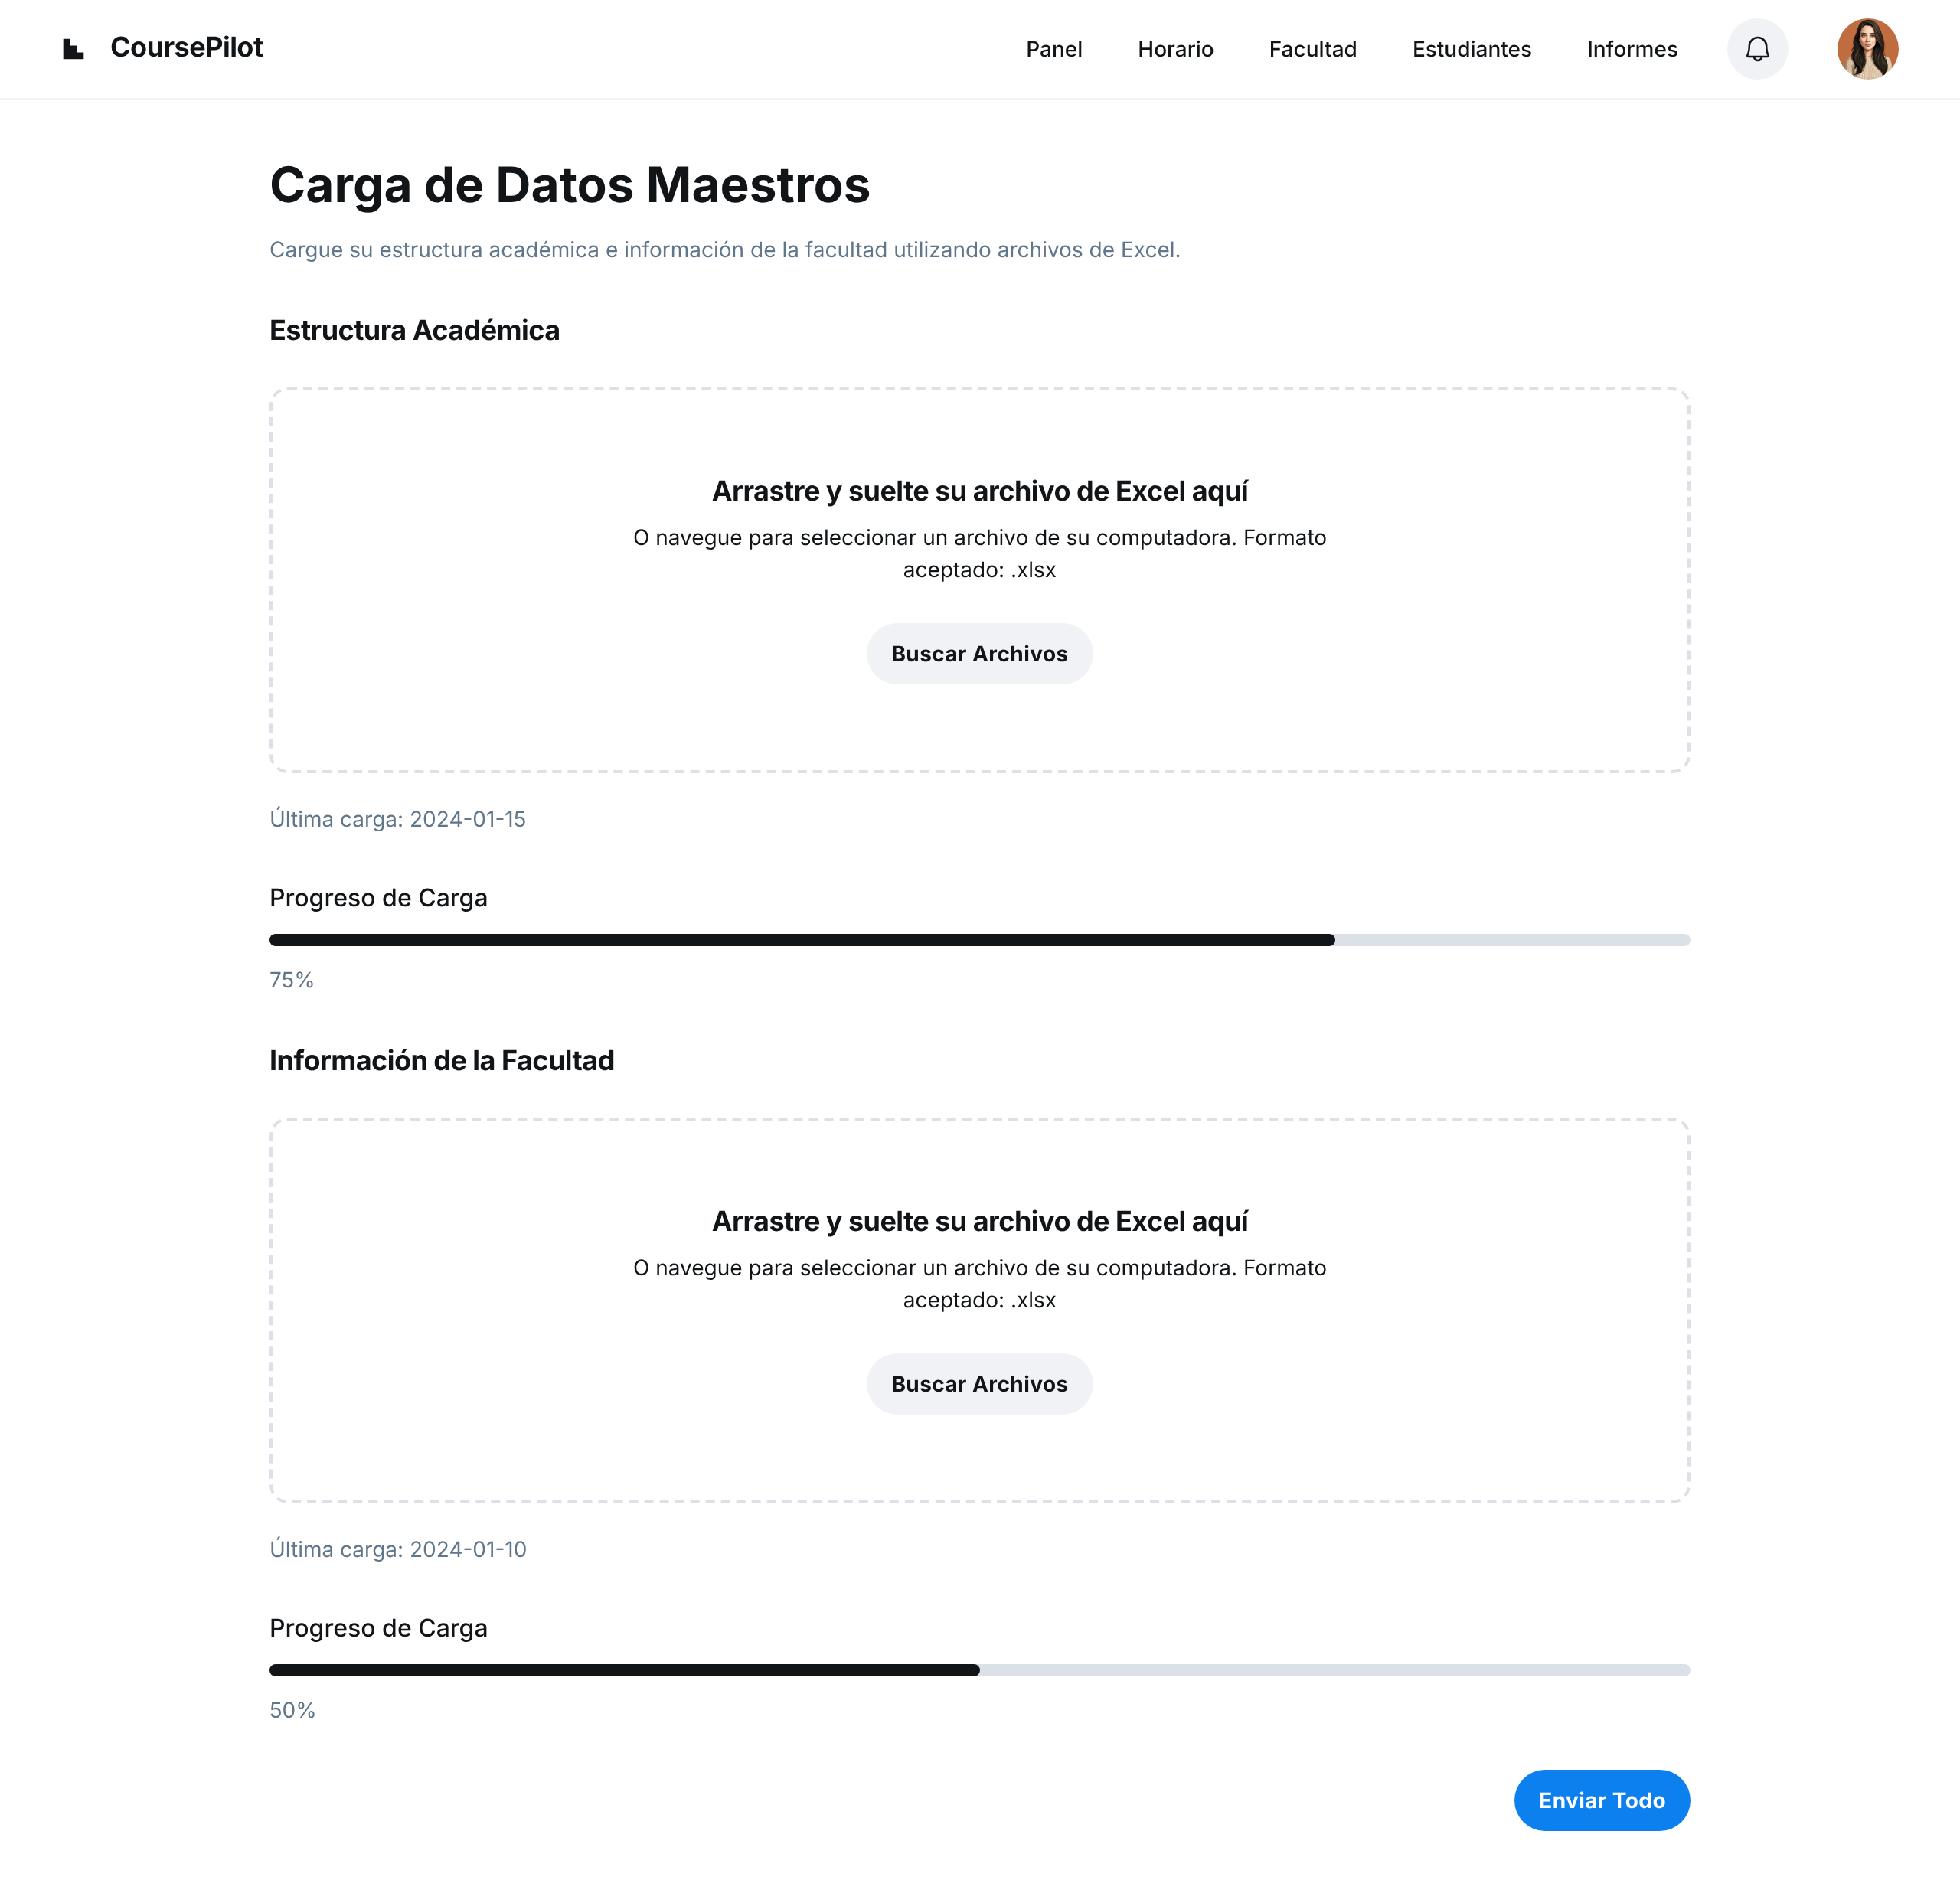 CoursePilot
Panel
Horario
Facultad
Estudiantes
Informes
Carga de Datos Maestros
Cargue su estructura académica e información de la facultad utilizando archivos de Excel.
Estructura Académica
Arrastre y suelte su archivo de Excel aquí
O navegue para seleccionar un archivo de su computadora. Formato
aceptado: .xlsx
Buscar Archivos
Última carga: 2024-01-15
Progreso de Carga
75%
Información de la Facultad
Arrastre y suelte su archivo de Excel aquí
O navegue para seleccionar un archivo de su computadora. Formato
aceptado: .xlsx
Buscar Archivos
Última carga: 2024-01-10
Progreso de Carga
50%
Enviar Todo